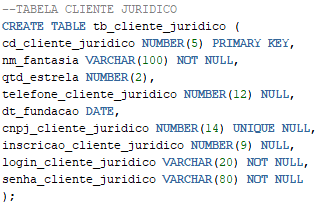 --TABELA CLIENTE JURIDICO
CREATE TABLE tb_cliente_juridico (
cd_cliente_juridico NUMBER(5) PRIMARY KEY,
nm_fantasia VARCHAR(100) NOT NULL,
qtd_estrela NUMBER(2),
telefone_cliente_juridico NUMBER(12) NULL,
dt_fundacao DATE,
cnpj_cliente_juridico NUMBER(14) UNIQUE NULL,
inscricao_cliente_juridico NUMBER(9) NULL,
login_cliente_juridico VARCHAR(20) NOT NULL,
senha_cliente_juridico VARCHAR(80) NOT NULL
);